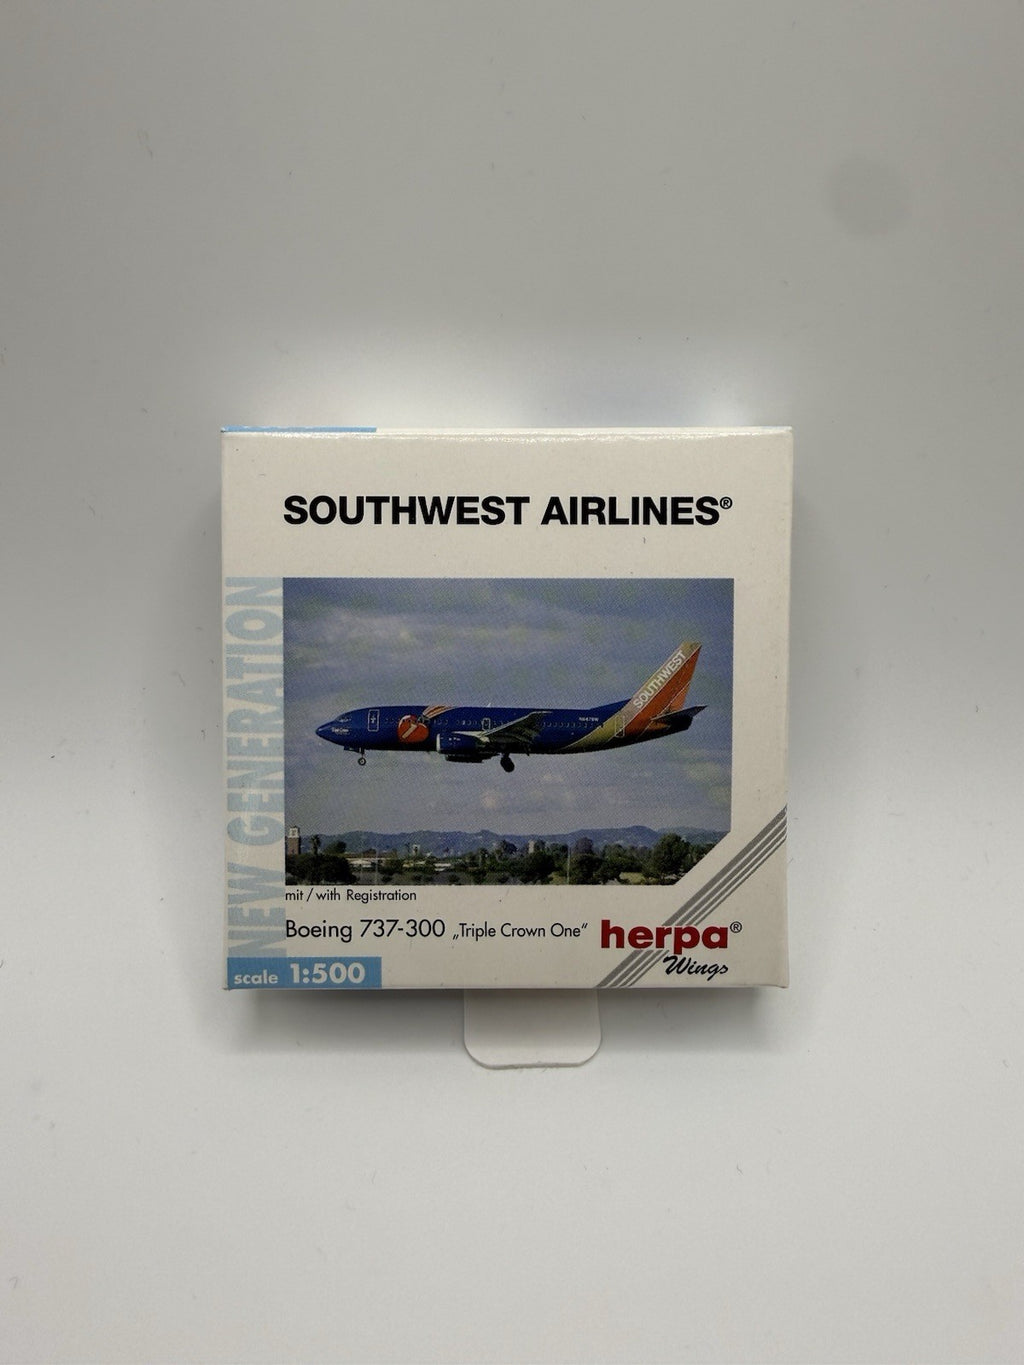 SOUTHWEST AIRLINES®
NEW GENERATION
SOUTHWEST
mit / with Registration
Boeing 737-300 „Triple Crown One“
herpa®
Wings
scale 1:500